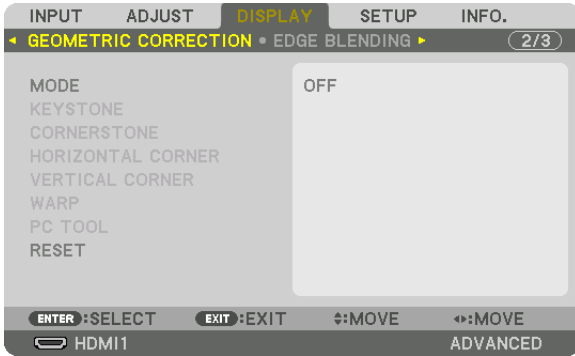 INPUT ADJUST DISPLAY SETUP INFO.
GEOMETRIC CORRECTION • EDGE BLENDING 2/3
MODE OFF
KEYSTONE
CORNERSTONE
HORIZONTAL CORNER
VERTICAL CORNER
WARP
PC TOOL
RESET
ENTER :SELECT EXIT :EXIT :MOVE :MOVE
HDMI1 ADVANCED